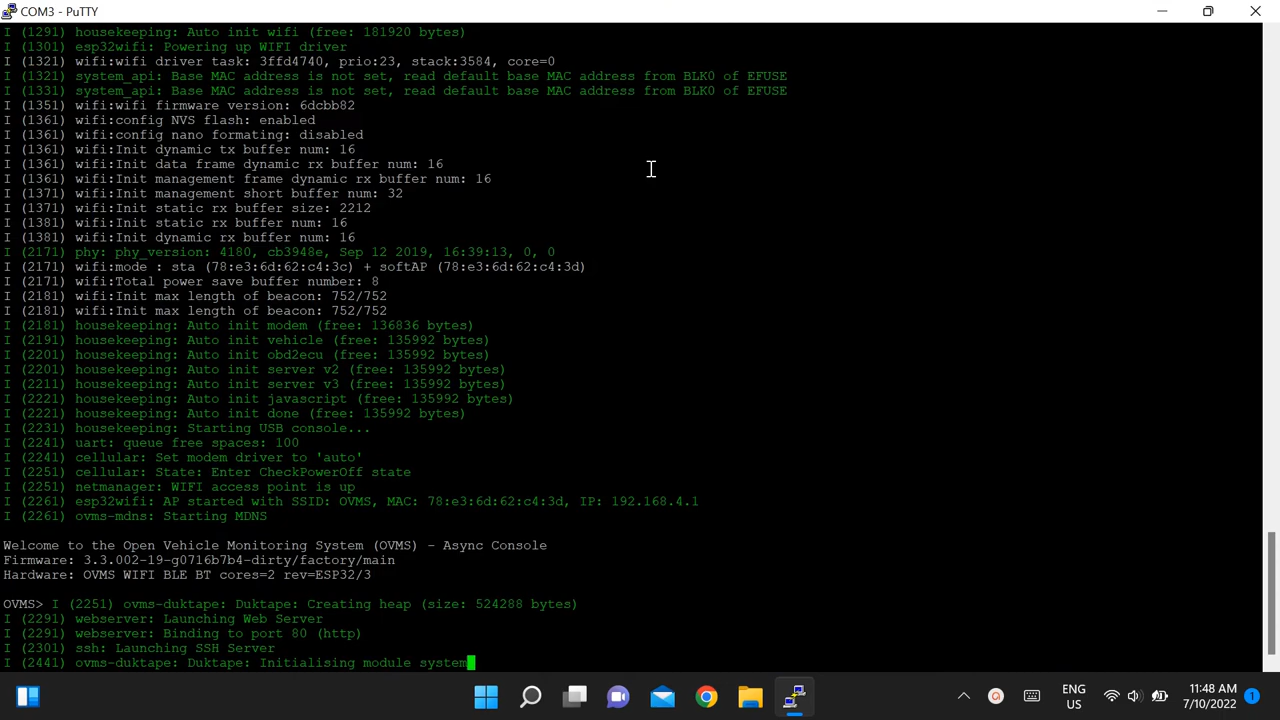 COM3 - PuTTY
I (1291) housekeeping: Auto init wifi (free: 181920 bytes)
I (1301) esp32wifi: Powering up WIFI driver
I (1321) wifi:wifi driver task: 3ffd4740, prio:23, stack:3584, core=0
I (1321) system_api: Base MAC address is not set, read default base MAC address from BLK0 of EFUSE
I (1331) system_api: Base MAC address is not set, read default base MAC address from BLK0 of EFUSE
I (1351) wifi:wifi firmware version: 6dcbb82
I (1361) wifi:config NVS flash: enabled
I (1361) wifi:config nano formating: disabled
I (1361) wifi:Init dynamic tx buffer num: 16
I (1361) wifi:Init data frame dynamic rx buffer num: 16
I (1361) wifi:Init management frame dynamic rx buffer num: 16
I (1371) wifi:Init management short buffer num: 32
I (1371) wifi:Init static rx buffer size: 2212
I (1381) wifi:Init static rx buffer num: 16
I (1381) wifi:Init dynamic rx buffer num: 16
I (2171) phy: phy_version: 4180, cb3948e, Sep 12 2019, 16:39:13, 0, 0
I (2171) wifi:mode : sta (78:e3:6d:62:c4:3c) + softAP (78:e3:6d:62:c4:3d)
I (2171) wifi:Total power save buffer number: 8
I (2181) wifi:Init max length of beacon: 752/752
I (2181) wifi:Init max length of beacon: 752/752
I (2181) housekeeping: Auto init modem (free: 136836 bytes)
I (2191) housekeeping: Auto init vehicle (free: 135992 bytes)
I (2201) housekeeping: Auto init obd2ecu (free: 135992 bytes)
I (2201) housekeeping: Auto init server v2 (free: 135992 bytes)
I (2211) housekeeping: Auto init server v3 (free: 135992 bytes)
I (2221) housekeeping: Auto init javascript (free: 135992 bytes)
I (2221) housekeeping: Auto init done (free: 135992 bytes)
I (2231) housekeeping: Starting USB console...
I (2241) uart: queue free spaces: 100
I (2241) cellular: Set modem driver to 'auto'
I (2251) cellular: State: Enter CheckPowerOff state
I (2251) netmanager: WIFI access point is up
I (2261) esp32wifi: AP started with SSID: OVMS, MAC: 78:e3:6d:62:c4:3d, IP: 192.168.4.1
I (2261) ovms-mdns: Starting MDNS
Welcome to the Open Vehicle Monitoring System (OVMS) - Async Console
Firmware: 3.3.002-19-g0716b7b4-dirty/factory/main
Hardware: OVMS WIFI BLE BT cores=2 rev=ESP32/3
OVMS> I (2251) ovms-duktape: Duktape: Creating heap (size: 524288 bytes)
I (2291) webserver: Launching Web Server
I (2291) webserver: Binding to port 80 (http)
I (2301) ssh: Launching SSH Server
I (2441) ovms-duktape: Duktape: Initialising module system
ENG
US
11:48 AM
7/10/2022
1